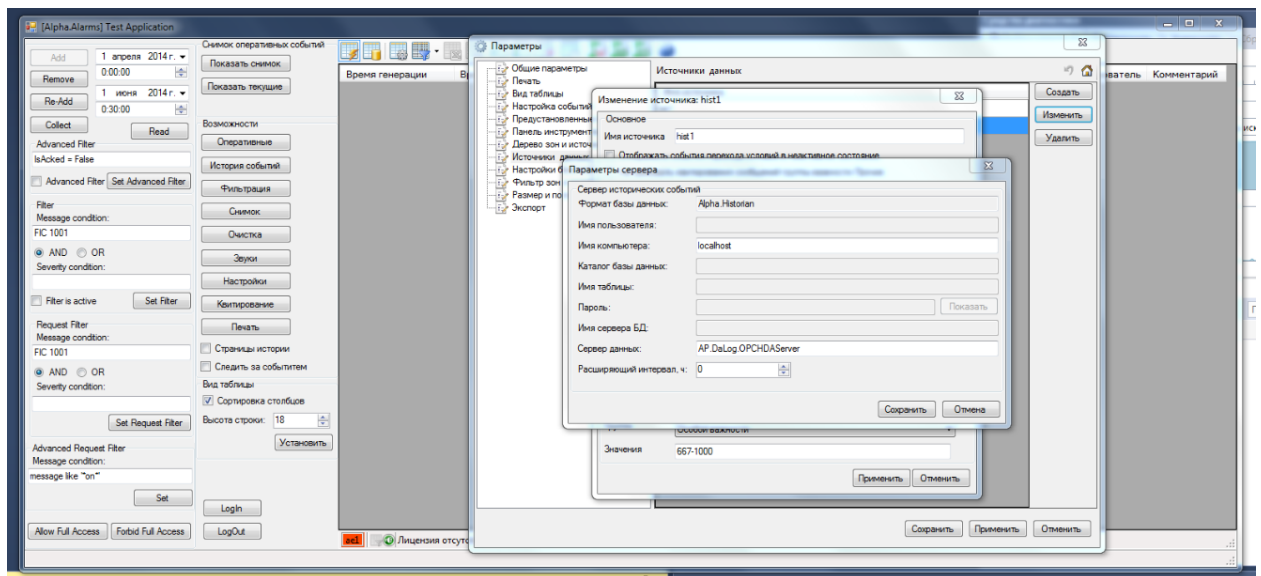 [Alpha.Alarms] Test Application
Add
1 апреля 2014 г.
0:00:00
Remove
1 июня 2014 г.
Re-Add
0:30:00
Collect
Read
Advanced Filter
IsAcked = False
Advanced Filter
Set Advanced Filter
Filter
Message condition:
FIC 1001
AND
OR
Severity condition:
Filter is active
Set Filter
Request Filter
Message condition:
FIC 1001
AND
OR
Severity condition:
Set Request Filter
Advanced Request Filter
Message condition:
message like "*on*"
Set
Allow Full Access
Forbid Full Access
Снимок оперативных событий
Показать снимок
Показать текущие
Возможности
Оперативные
История событий
Фильтрация
Снимок
Очистка
Звуки
Настройки
Квитирование
Печать
Страницы истории
Следить за событитем
Вид таблицы
Сортировка столбцов
Высота строки: 18
Установить
LogIn
LogOut
Время генерации
ae1
Лицензия отсутс
Комментарий
Параметры
Общие параметры
Печать
Вид таблицы
Настройка событий
Предустановленные
Панель инструмент
Дерево зон и источ
Источники данных
Настройки б
Фильтр зон
Размер и по
Экспорт
Источники данных
Создать
Изменить
Удалить
Изменение источника: hist1
Основное
Имя источника hist1
Отображать события перехода условий в неактивное состояние
Параметры сервера
Сервер исторических событий
Формат базы данных: Alpha.Historian
Имя пользователя:
Имя компьютера: localhost
Каталог базы данных:
Имя таблицы:
Пароль:
Показать
Имя сервера БД:
Сервер данных: AP.DaLog.OPCHDAServer
Расширяющий интервал, ч: 0
Сохранить
Отмена
Особой важности
Значения 667-1000
Применить
Отменить
Сохранить
Применить
Отменить